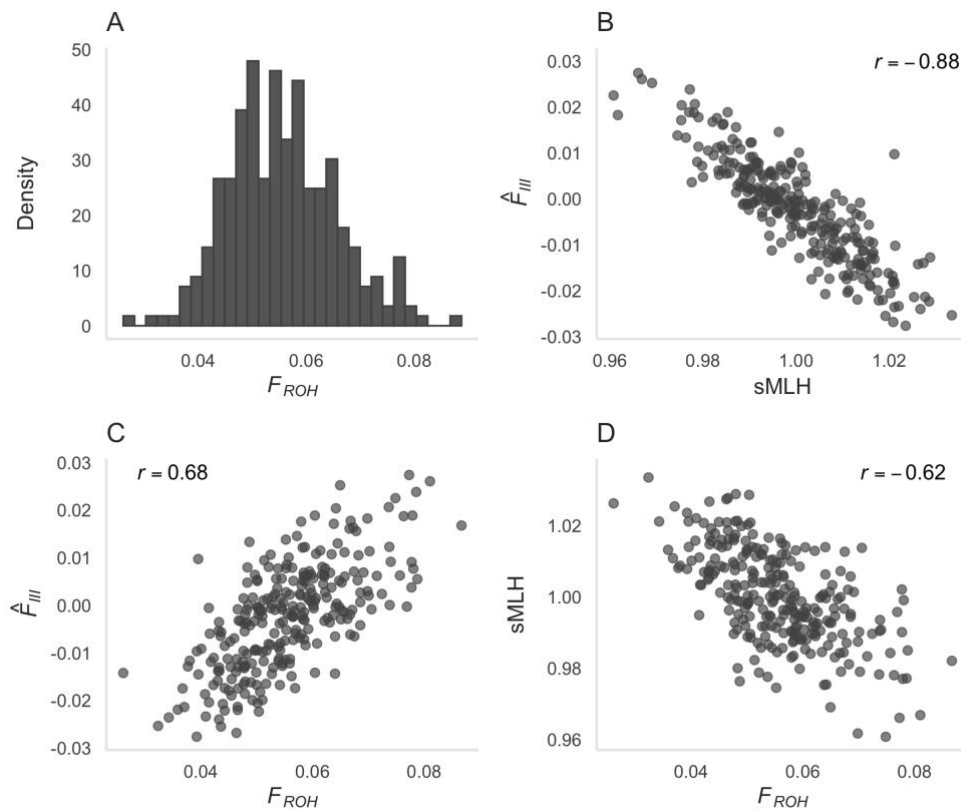 A
50
40
30
20
10
0
Density
0.04 0.06 0.08
F_ROH
B
r = −0.88
0.03
0.02
0.01
0.00
-0.01
-0.02
-0.03
F̂_III
0.96 0.98 1.00 1.02
sMLH
C
r = 0.68
0.03
0.02
0.01
0.00
-0.01
-0.02
-0.03
F̂_III
0.04 0.06 0.08
F_ROH
D
r = −0.62
1.02
1.00
0.98
0.96
sMLH
0.04 0.06 0.08
F_ROH